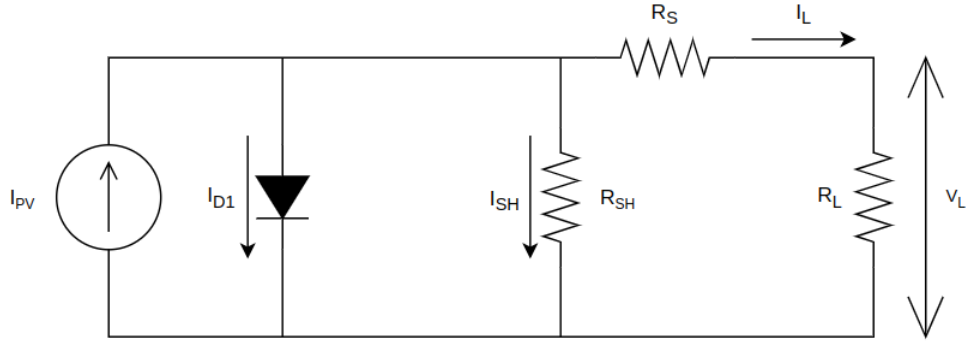 R_S
I_L
I_PV
I_D1
I_SH
R_SH
R_L
V_L